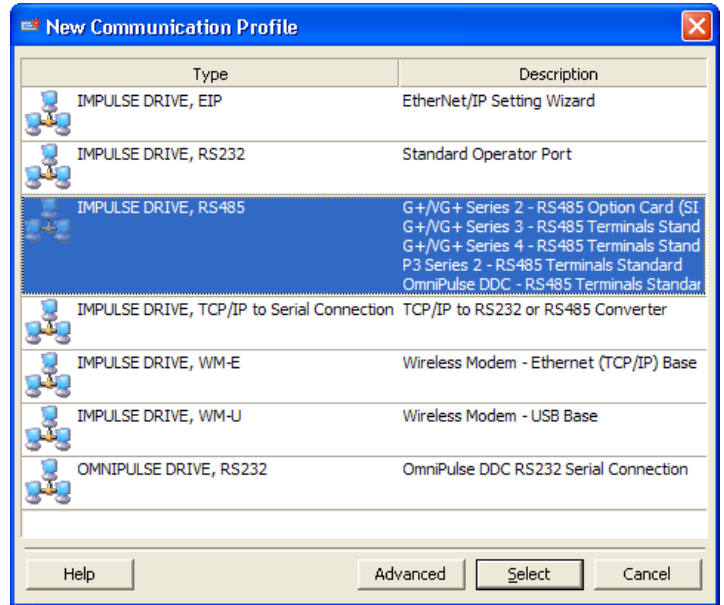 New Communication Profile
Type Description
IMPULSE DRIVE, EIP EtherNet/IP Setting Wizard
IMPULSE DRIVE, RS232 Standard Operator Port
IMPULSE DRIVE, RS485 G+/VG+ Series 2 - RS485 Option Card (SI
G+/VG+ Series 3 - RS485 Terminals Stand
G+/VG+ Series 4 - RS485 Terminals Stand
P3 Series 2 - RS485 Terminals Standard
OmniPulse DDC - RS485 Terminals Standar
IMPULSE DRIVE, TCP/IP to Serial Connection TCP/IP to RS232 or RS485 Converter
IMPULSE DRIVE, WM-E Wireless Modem - Ethernet (TCP/IP) Base
IMPULSE DRIVE, WM-U Wireless Modem - USB Base
OMNIPULSE DRIVE, RS232 OmniPulse DDC RS232 Serial Connection
Help Advanced Select Cancel